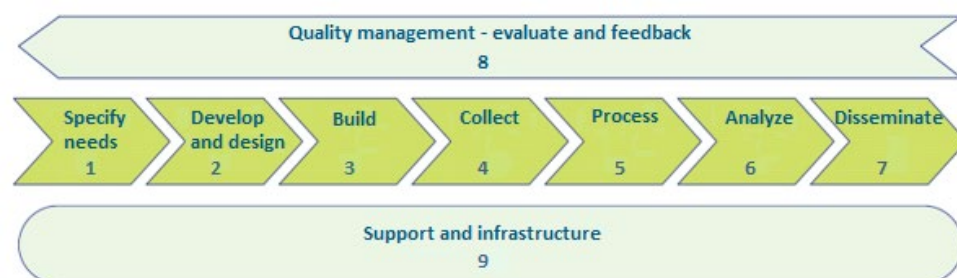 Quality management - evaluate and feedback
8
Specify
needs
1
Develop
and design
2
Build
3
Collect
4
Process
5
Analyze
6
Disseminate
7
Support and infrastructure
9